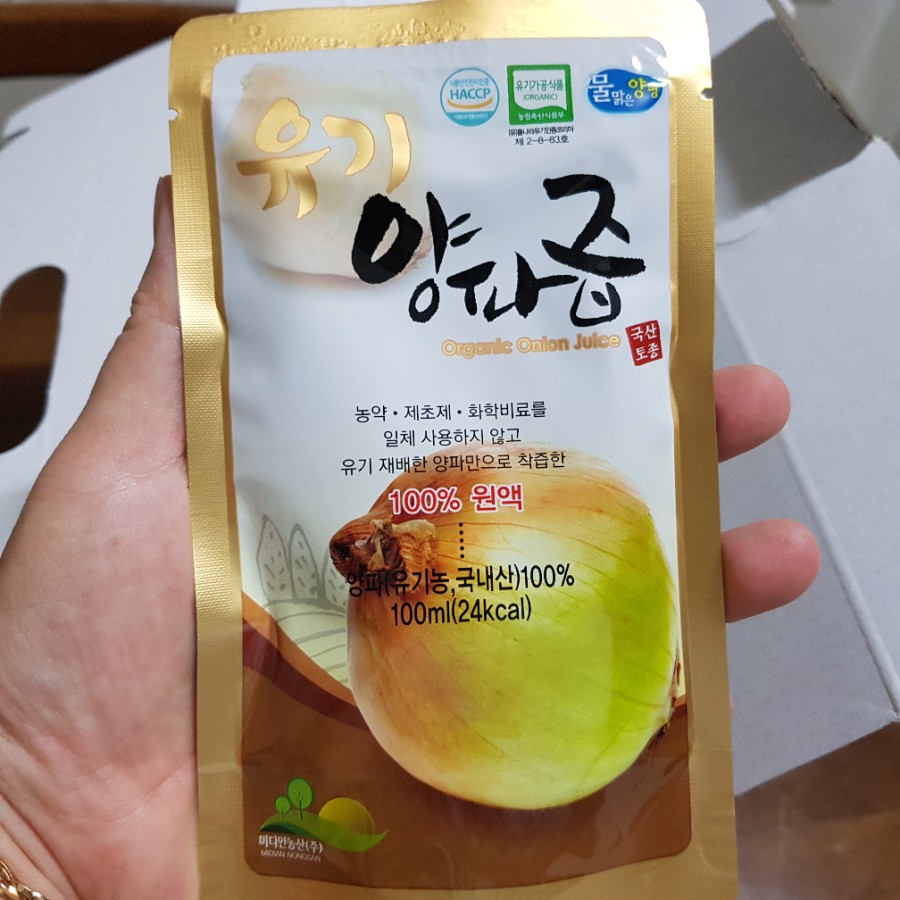 HACCP
유기가공식품
(ORGANIC)
농림축산식품부
제 2-8-83호
물맑은 양평
유기
양파즙
Organic Onion Juice
국산
토종
농약 · 제초제 · 화학비료를
일체 사용하지 않고
유기 재배한 양파만으로 착즙한
100% 원액
양파(유기농,국내산)100%
100ml(24kcal)
미디안농산(주)
MIDIAN NONGSAN